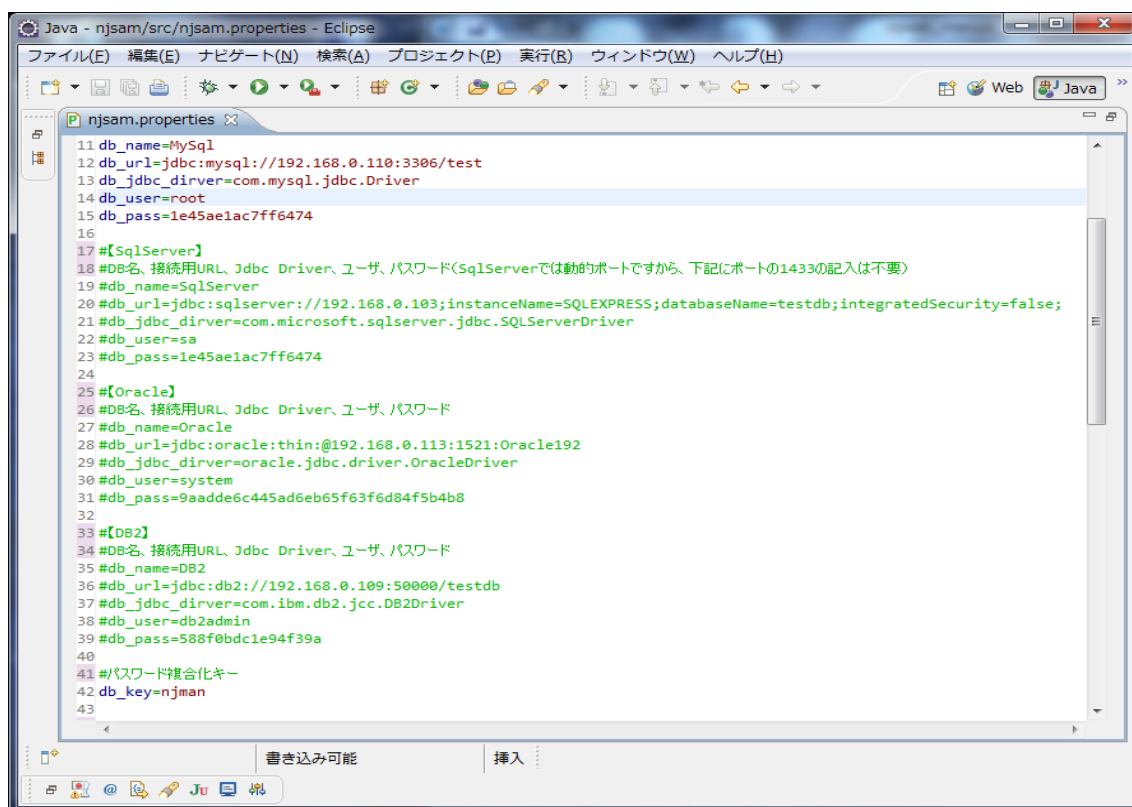 Java - njsam/src/njsam.properties - Eclipse
ファイル(F) 編集(E) ナビゲート(N) 検索(A) プロジェクト(P) 実行(R) ウィンドウ(W) ヘルプ(H)
Web Java »
njsam.properties
11 db_name=MySql
12 db_url=jdbc:mysql://192.168.0.110:3306/test
13 db_jdbc_dirver=com.mysql.jdbc.Driver
14 db_user=root
15 db_pass=1e45ae1ac7ff6474
16
17 #【SqlServer】
18 #DB名、接続用URL、Jdbc Driver、ユーザ、パスワード(SqlServerでは動的ポートですから、下記にポートの1433の記入は不要)
19 #db_name=SqlServer
20 #db_url=jdbc:sqlserver://192.168.0.103;instanceName=SQLEXPRESS;databaseName=testdb;integratedSecurity=false;
21 #db_jdbc_dirver=com.microsoft.sqlserver.jdbc.SQLServerDriver
22 #db_user=sa
23 #db_pass=1e45ae1ac7ff6474
24
25 #【Oracle】
26 #DB名、接続用URL、Jdbc Driver、ユーザ、パスワード
27 #db_name=Oracle
28 #db_url=jdbc:oracle:thin:@192.168.0.113:1521:Oracle192
29 #db_jdbc_dirver=oracle.jdbc.driver.OracleDriver
30 #db_user=system
31 #db_pass=9aadde6c445ad6eb65f63f6d84f5b4b8
32
33 #【DB2】
34 #DB名、接続用URL、Jdbc Driver、ユーザ、パスワード
35 #db_name=DB2
36 #db_url=jdbc:db2://192.168.0.109:50000/testdb
37 #db_jdbc_dirver=com.ibm.db2.jcc.DB2Driver
38 #db_user=db2admin
39 #db_pass=588f0bdc1e94f39a
40
41 #パスワード複合化キー
42 db_key=njman
43
書き込み可能 挿入
@ Ju